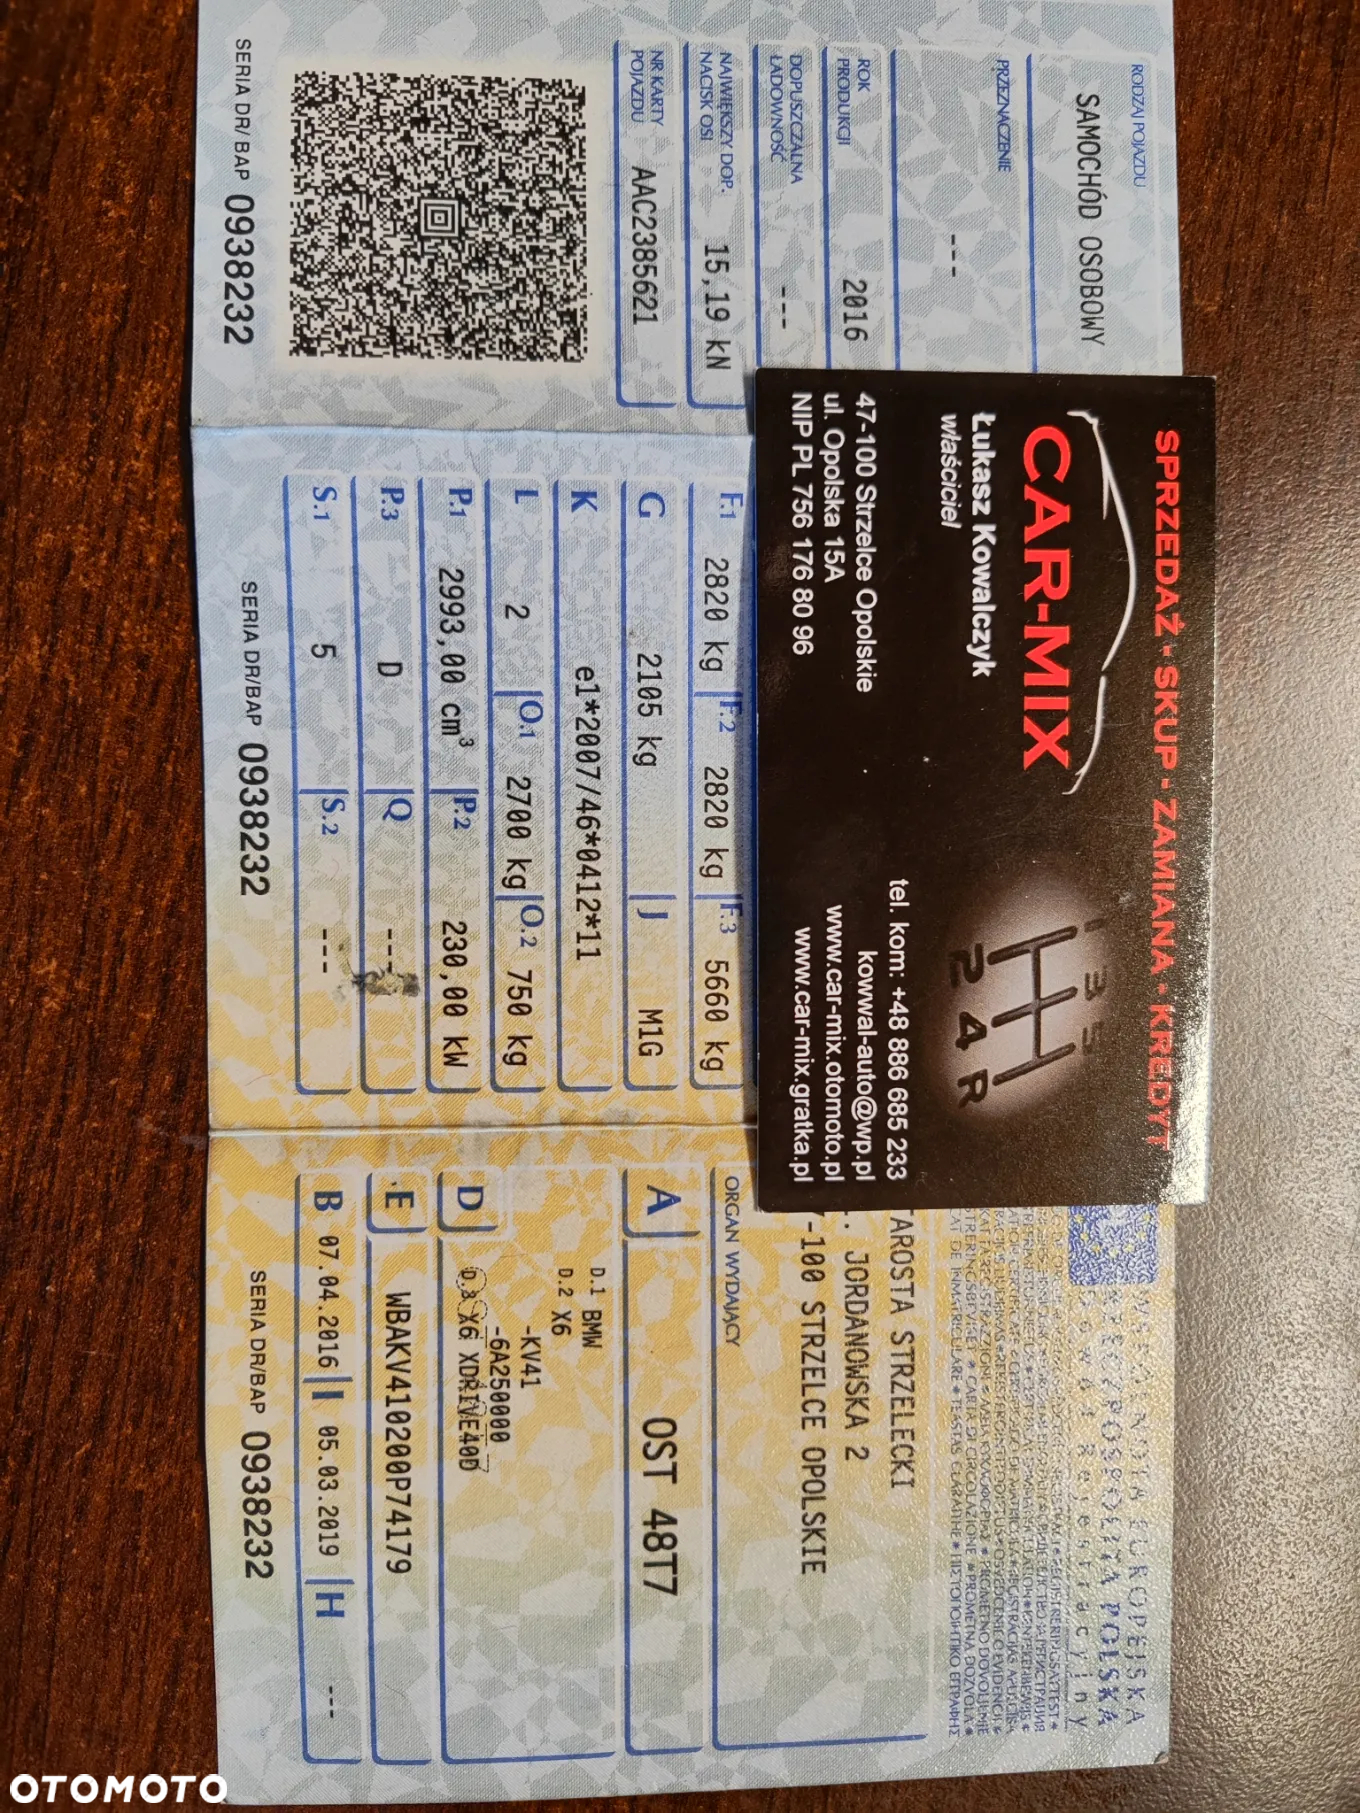 RODZAJ POJAZDU
SAMOCHÓD OSOBOWY
PRZEZNACZENIE
---
ROK
PRODUKCJI
2016
DOPUSZCZALNA
ŁADOWNOŚĆ
---
NAJWIĘKSZY DOP.
NACISK OSI
15,19 kN
NR KARTY
POJAZDU
AAC2385621
SERIA DR/ BAP 0938232
SPRZEDAŻ - SKUP - ZAMIANA - KREDYT
CAR-MIX
1 3 5
2 4 R
Łukasz Kowalczyk
właściciel
47-100 Strzelce Opolskie
ul. Opolska 15A
NIP PL 756 176 80 96
tel. kom: +48 886 685 233
kowwal-auto@wp.pl
www.car-mix.otomoto.pl
www.car-mix.gratka.pl
F.1 2820 kg F.2 2820 kg F.3 5660 kg
G 2105 kg J M1G
K e1*2007/46*0412*11
L 2 O.1 2700 kg O.2 750 kg
P.1 2993,00 cm³ P.2 230,00 kW
P.3 D Q ---
S.1 5 S.2 ---
SERIA DR/BAP 0938232
TAROSTA STRZELECKI
. JORDANOWSKA 2
-100 STRZELCE OPOLSKIE
ORGAN WYDAJĄCY
A OST 48T7
D.1 BMW
D.2 X6
-KV41
-6A250000
D D.3 X6 XDRIVE40D
E WBAKV410200P74179
B 07.04.2016 I 05.03.2019 H ---
SERIA DR/BAP 0938232
OTOMOTO